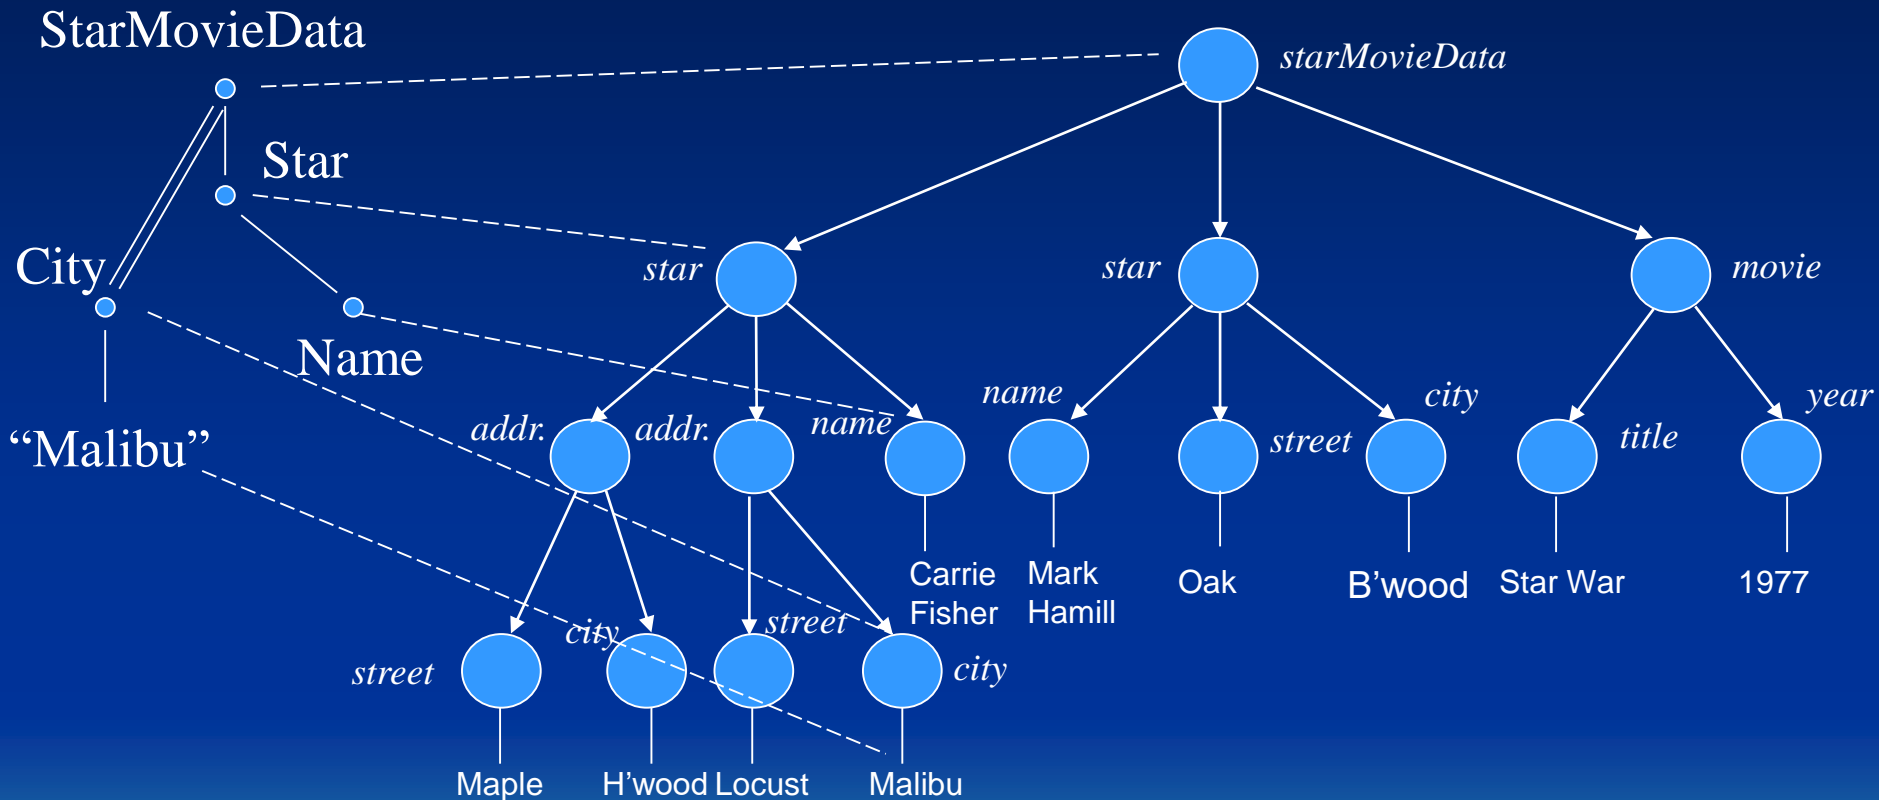 StarMovieData
starMovieData
Star
City
star
star
movie
Name
name
city
year
“Malibu”
addr.
addr.
name
street
title
Carrie
Fisher
Mark
Hamill
Oak
B’wood
Star War
1977
street
city
street
city
Maple
H’wood
Locust
Malibu